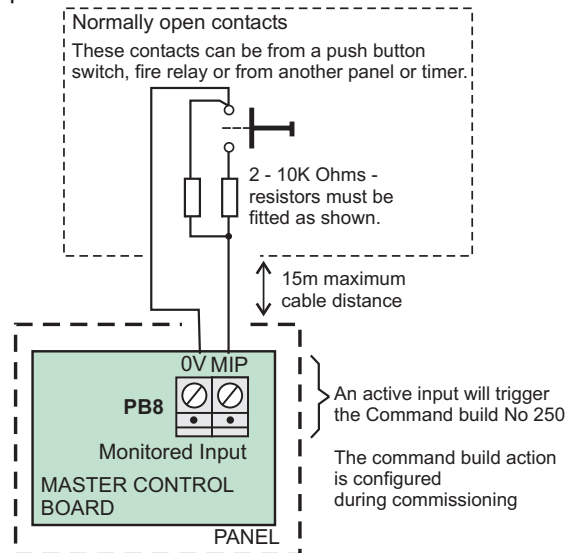 Normally open contacts
These contacts can be from a push button
switch, fire relay or from another panel or timer.
2 - 10K Ohms -
resistors must be
fitted as shown.
15m maximum
cable distance
0V MIP
PB8
Monitored Input
MASTER CONTROL
BOARD
PANEL
An active input will trigger
the Command build No 250
The command build action
is configured
during commissioning